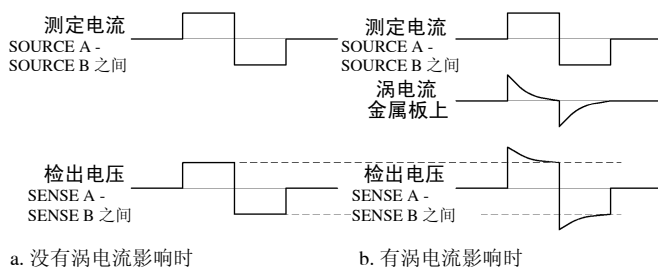 测定电流
SOURCE A -
SOURCE B 之间
检出电压
SENSE A -
SENSE B 之间
a. 没有涡电流影响时
测定电流
SOURCE A -
SOURCE B 之间
涡电流
金属板上
检出电压
SENSE A -
SENSE B 之间
b. 有涡电流影响时